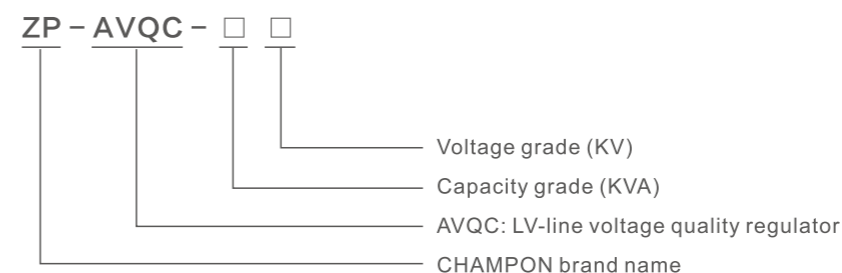 ZP – AVQC – □ □
Voltage grade (KV)
Capacity grade (KVA)
AVQC: LV-line voltage quality regulator
CHAMPON brand name